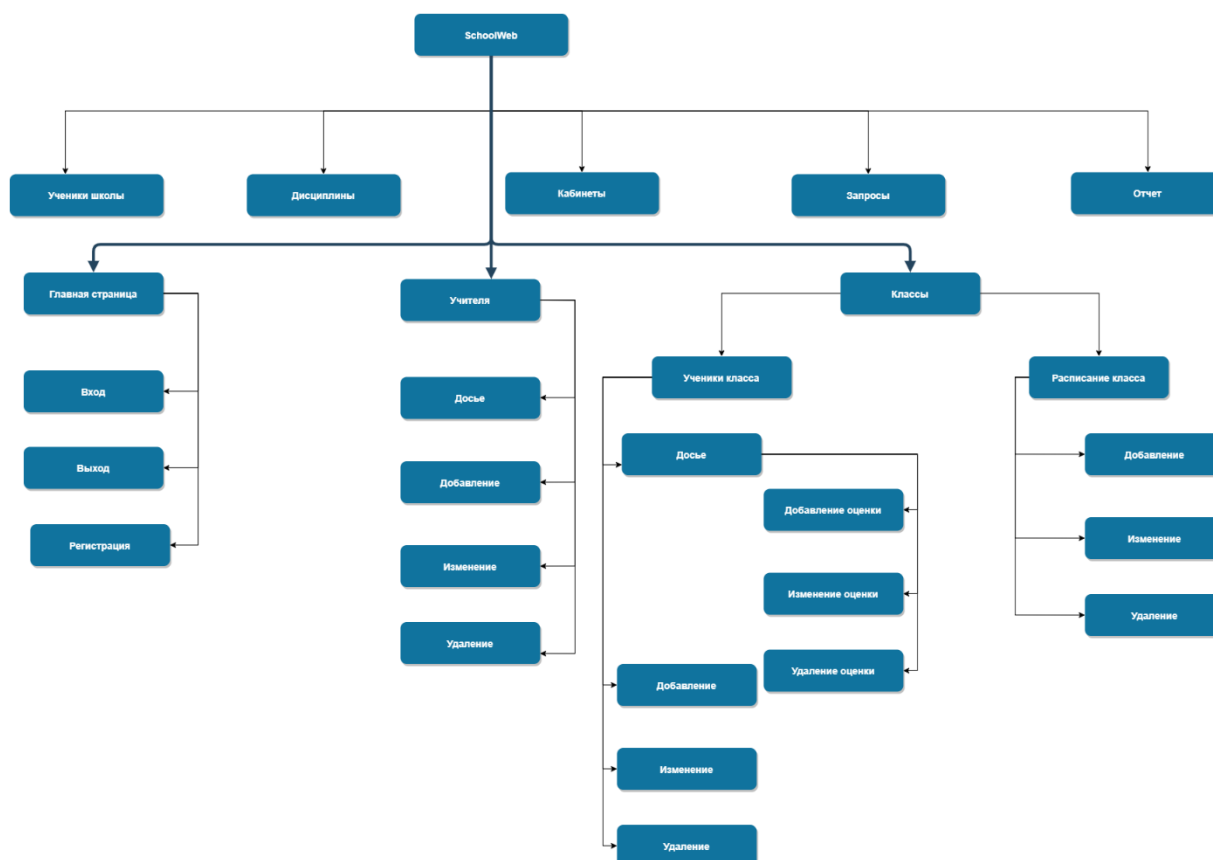 SchoolWeb
Ученики школы
Дисциплины
Кабинеты
Запросы
Отчет
Главная страница
Вход
Выход
Регистрация
Учителя
Досье
Добавление
Изменение
Удаление
Классы
Ученики класса
Досье
Добавление оценки
Изменение оценки
Удаление оценки
Добавление
Изменение
Удаление
Расписание класса
Добавление
Изменение
Удаление